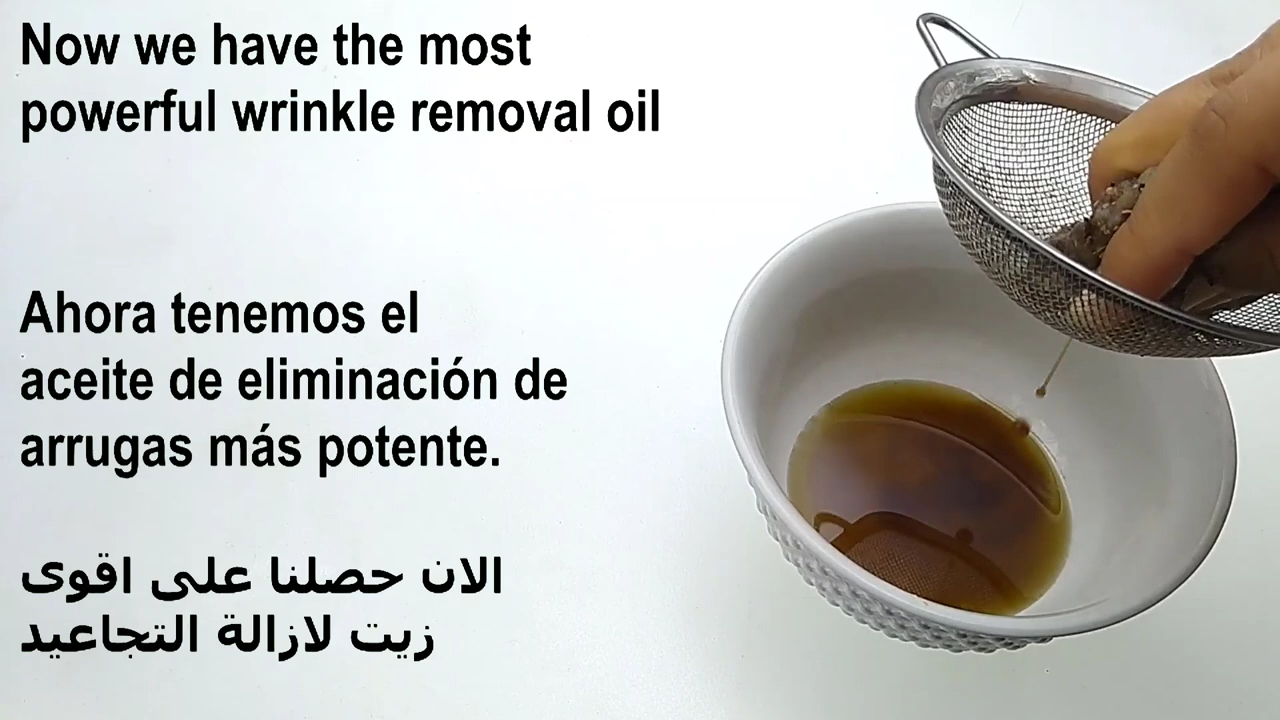 Now we have the most
powerful wrinkle removal oil
Ahora tenemos el
aceite de eliminación de
arrugas más potente.
الان حصلنا على اقوى
زيت لازالة التجاعيد